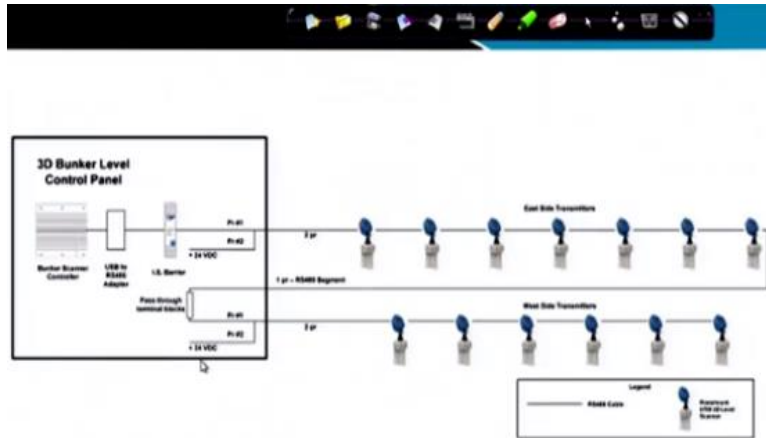 3D Bunker Level
Control Panel
East Side Transmitters
Pr #1
2 pr
Pr #2
+ 24 VDC
Bunker Scanner
Controller
USB to
RS485
Adapter
I.S. Barrier
1 pr – RS485 Segment
Pass through
terminal blocks
West Side Transmitters
Pr #1
2 pr
Pr #2
+ 24 VDC
Legend
RS485 Cable
Rosemount
Scanner